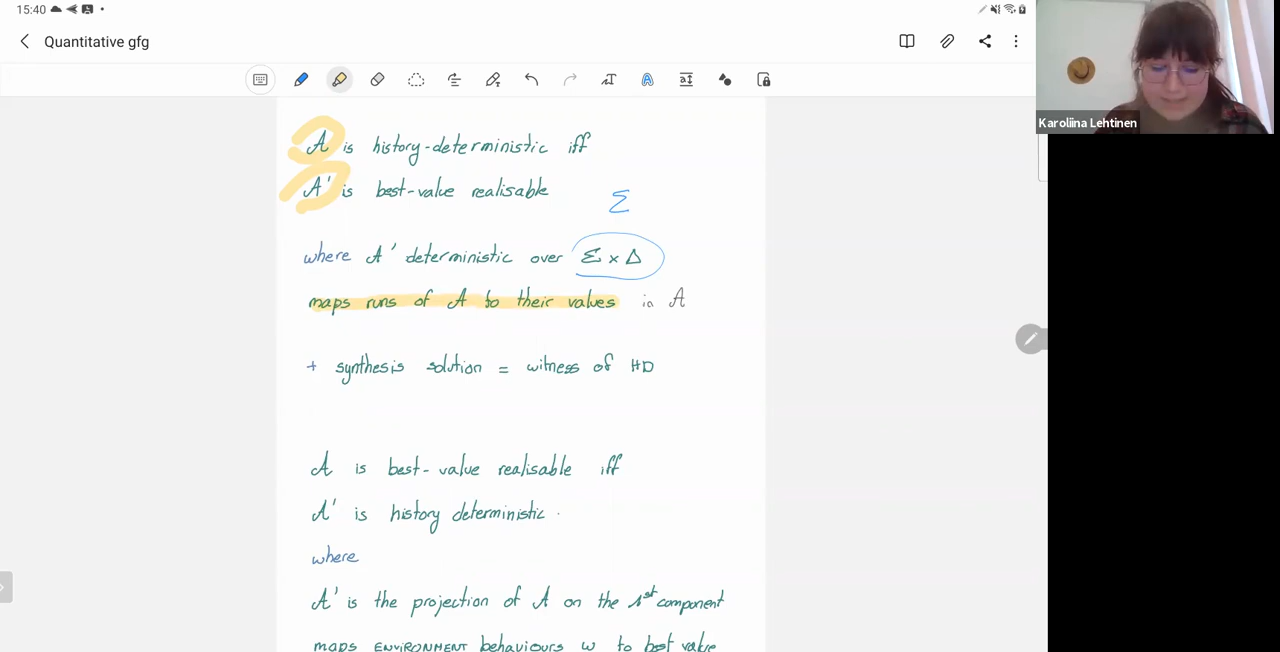 15:40
Quantitative gfg
Karoliina Lehtinen
A is history-deterministic iff
A' is best-value realisable
Σ
where A' deterministic over Σ × Δ
maps runs of A to their values in A
+ synthesis solution = witness of HD
A is best-value realisable iff
A' is history deterministic.
where
A' is the projection of A on the 1st component
maps ENVIRONMENT behaviours w to best value